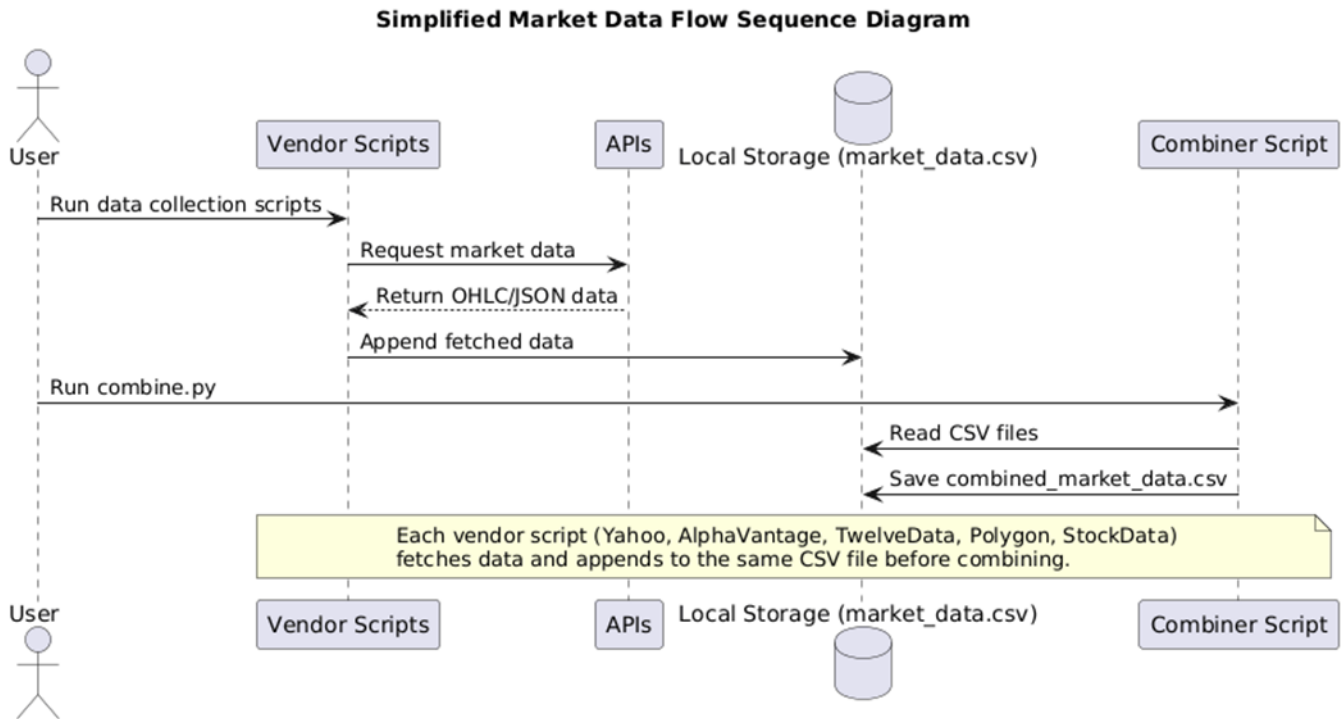 Simplified Market Data Flow Sequence Diagram
User
Vendor Scripts
APIs
Local Storage (market_data.csv)
Combiner Script
Run data collection scripts
Request market data
Return OHLC/JSON data
Append fetched data
Run combine.py
Read CSV files
Save combined_market_data.csv
Each vendor script (Yahoo, AlphaVantage, TwelveData, Polygon, StockData)
fetches data and appends to the same CSV file before combining.
User
Vendor Scripts
APIs
Local Storage (market_data.csv)
Combiner Script